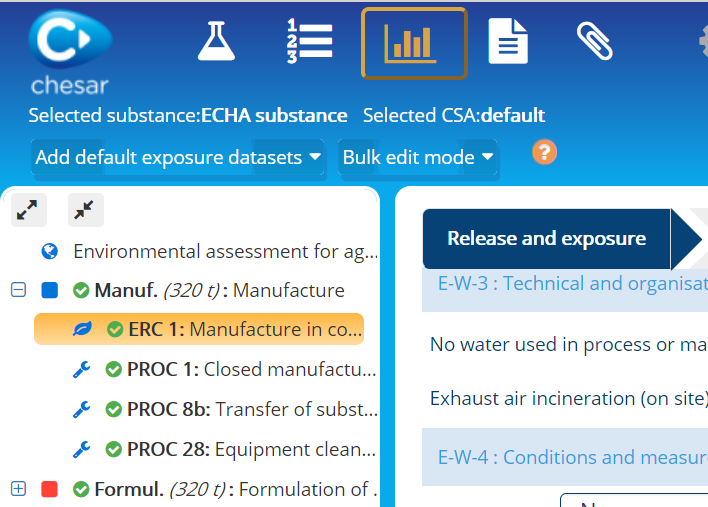 chesar
Selected substance:ECHA substance Selected CSA:default
Add default exposure datasets Bulk edit mode ?
Environmental assessment for ag...
Manuf. (320 t) : Manufacture
ERC 1: Manufacture in co...
PROC 1: Closed manufactu...
PROC 8b: Transfer of subst...
PROC 28: Equipment clean...
Formul. (320 t) : Formulation of .
Release and exposure
E-W-3 : Technical and organisat
No water used in process or ma
Exhaust air incineration (on site)
E-W-4 : Conditions and measur